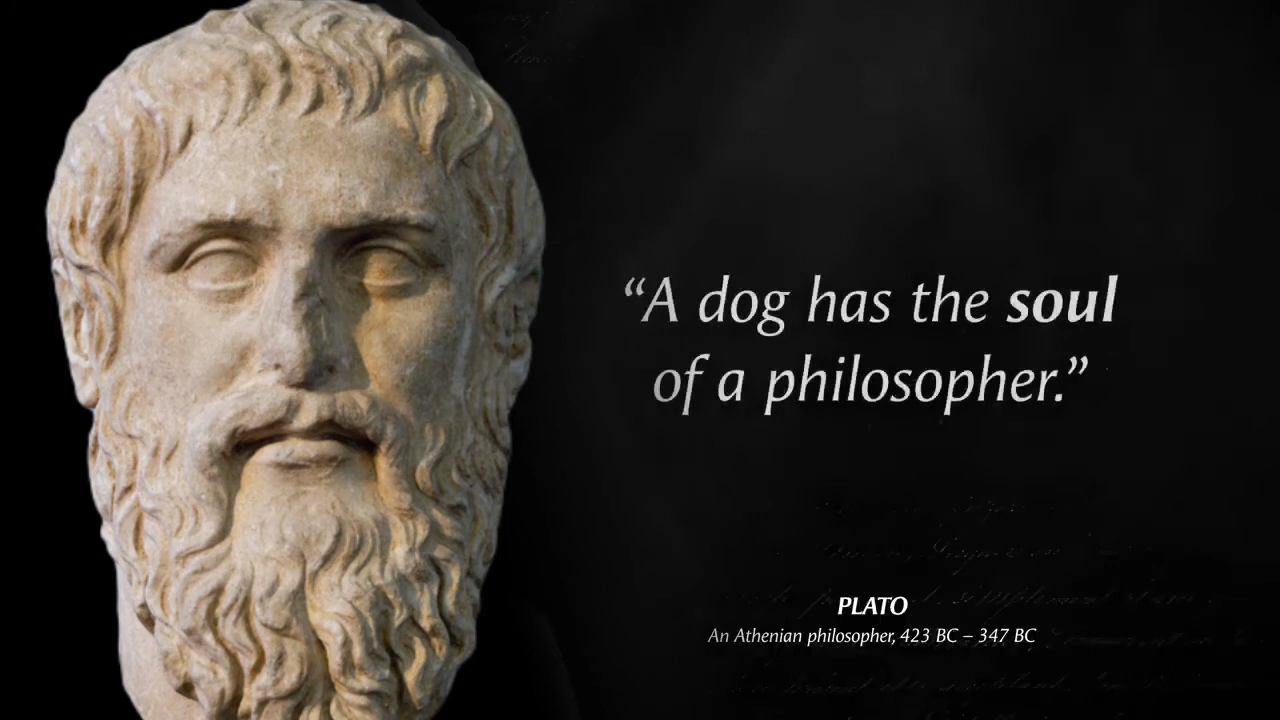 “A dog has the soul
of a philosopher.”
PLATO
An Athenian philosopher, 423 BC – 347 BC